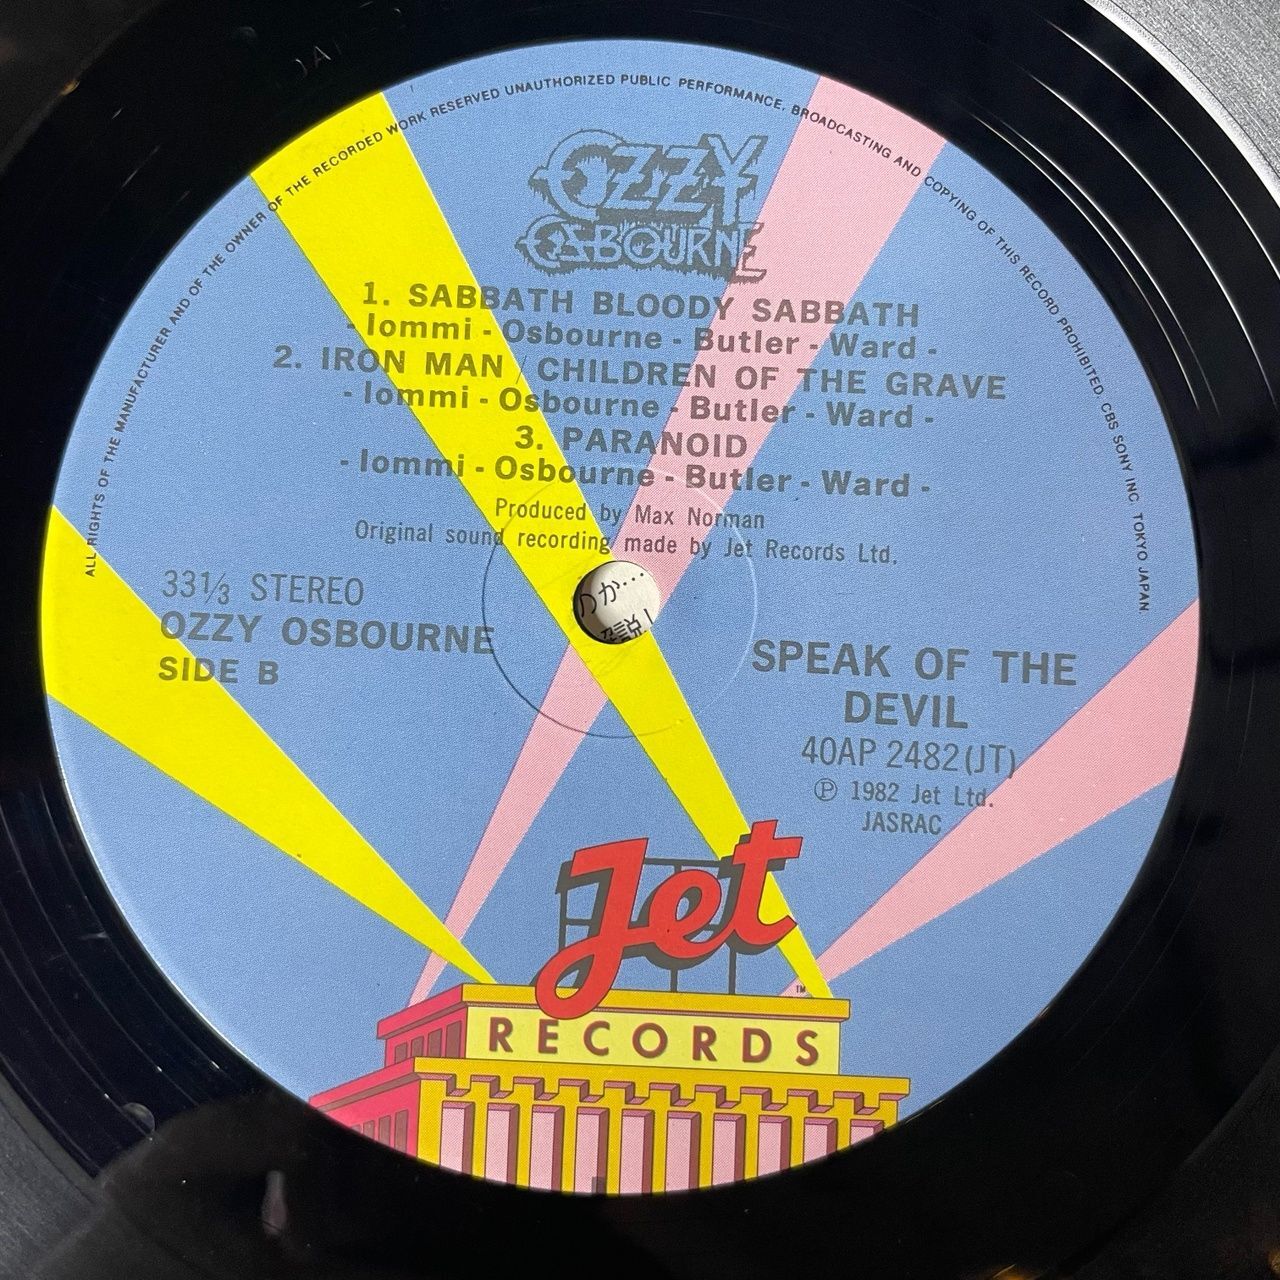 ALL RIGHTS OF THE MANUFACTURER AND OF THE OWNER OF THE RECORDED WORK RESERVED UNAUTHORIZED PUBLIC PERFORMANCE, BROADCASTING AND COPYING OF THIS RECORD PROHIBITED. CBS SONY INC. TOKYO JAPAN.
OZZY
OSBOURNE
1. SABBATH BLOODY SABBATH
- Iommi - Osbourne - Butler - Ward -
2. IRON MAN / CHILDREN OF THE GRAVE
- Iommi - Osbourne - Butler - Ward -
3. PARANOID
- Iommi - Osbourne - Butler - Ward -
Produced by Max Norman
Original sound recording made by Jet Records Ltd.
33⅓ STEREO
OZZY OSBOURNE
SIDE B
SPEAK OF THE
DEVIL
40AP 2482(JT)
Ⓟ 1982 Jet Ltd.
JASRAC
Jet
TM
RECORDS